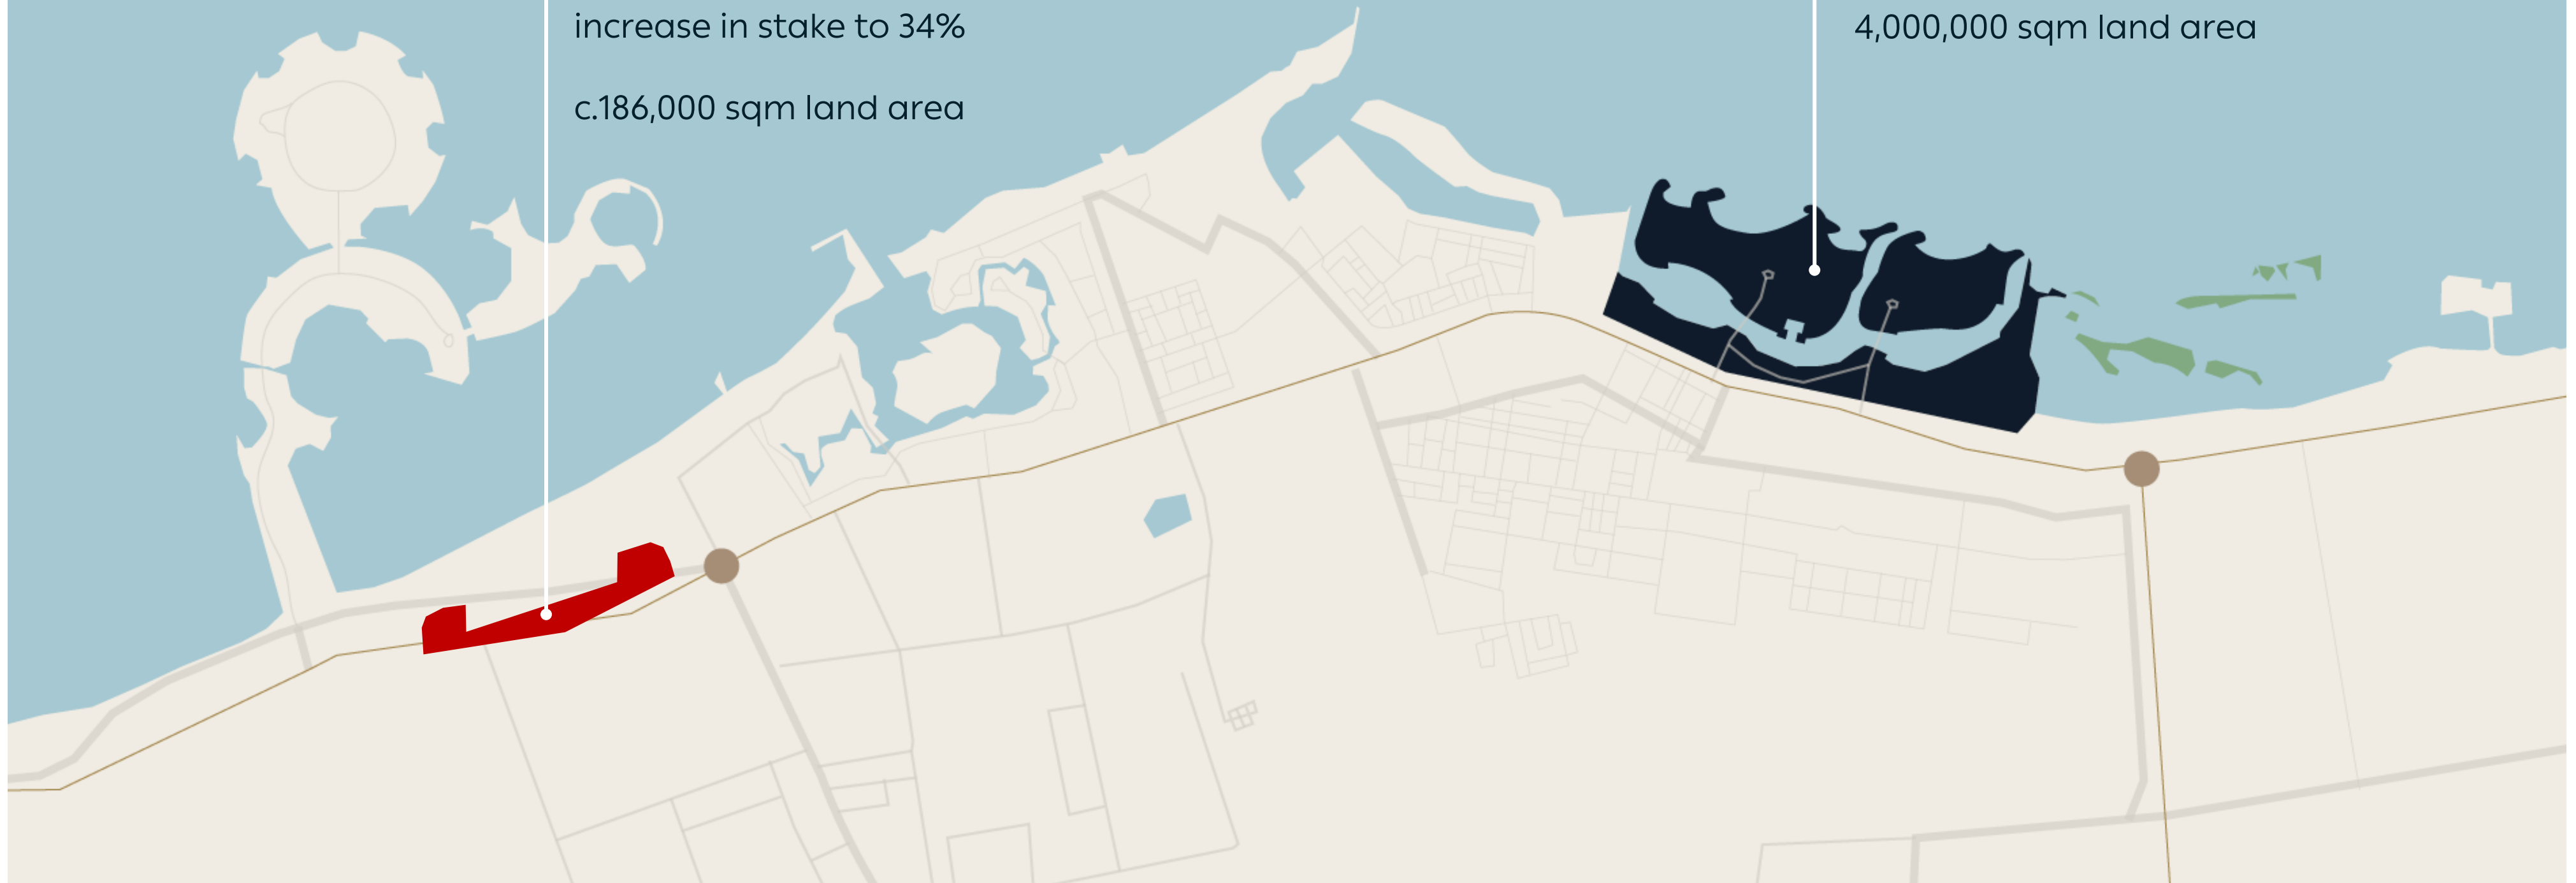 increase in stake to 34%
c.186,000 sqm land area
4,000,000 sqm land area